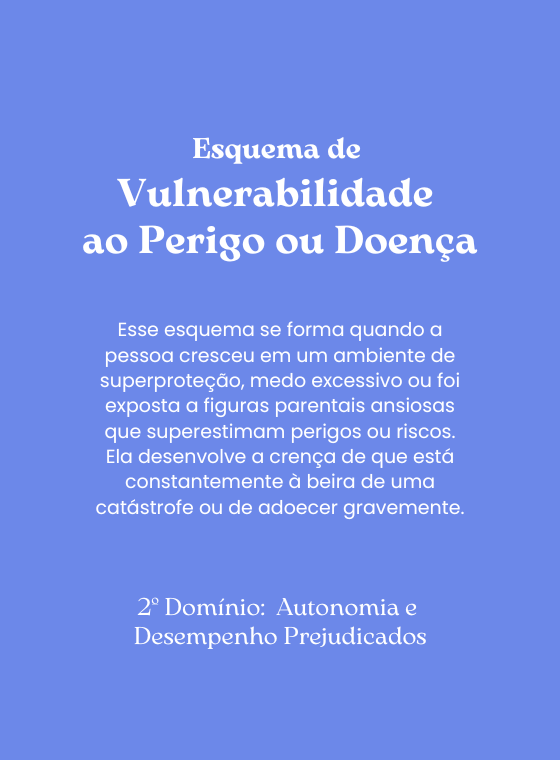 Esquema de
Vulnerabilidade
ao Perigo ou Doença
Esse esquema se forma quando a
pessoa cresceu em um ambiente de
superproteção, medo excessivo ou foi
exposta a figuras parentais ansiosas
que superestimam perigos ou riscos.
Ela desenvolve a crença de que está
constantemente à beira de uma
catástrofe ou de adoecer gravemente.
2º Domínio: Autonomia e
Desempenho Prejudicados